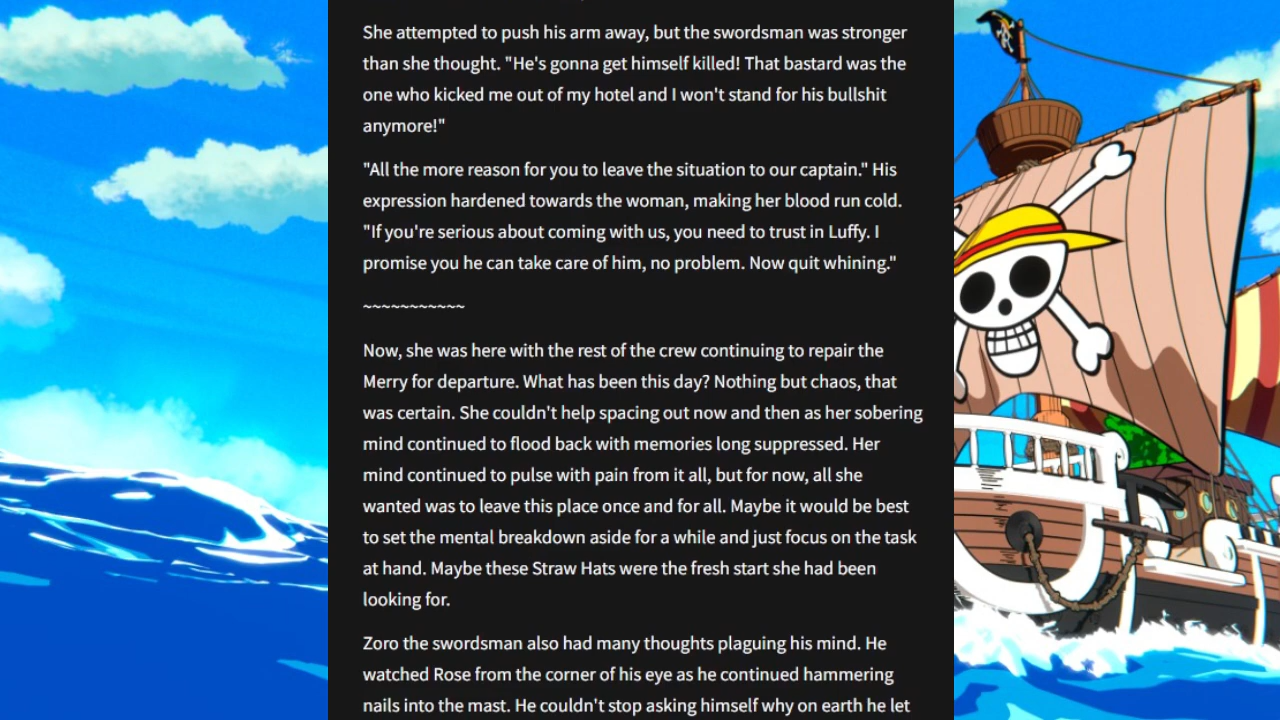 She attempted to push his arm away, but the swordsman was stronger
than she thought. "He's gonna get himself killed! That bastard was the
one who kicked me out of my hotel and I won't stand for his bullshit
anymore!"
"All the more reason for you to leave the situation to our captain." His
expression hardened towards the woman, making her blood run cold.
"If you're serious about coming with us, you need to trust in Luffy. I
promise you he can take care of him, no problem. Now quit whining."
~~~~~~~~~~~
Now, she was here with the rest of the crew continuing to repair the
Merry for departure. What has been this day? Nothing but chaos, that
was certain. She couldn't help spacing out now and then as her sobering
mind continued to flood back with memories long suppressed. Her
mind continued to pulse with pain from it all, but for now, all she
wanted was to leave this place once and for all. Maybe it would be best
to set the mental breakdown aside for a while and just focus on the task
at hand. Maybe these Straw Hats were the fresh start she had been
looking for.
Zoro the swordsman also had many thoughts plaguing his mind. He
watched Rose from the corner of his eye as he continued hammering
nails into the mast. He couldn't stop asking himself why on earth he let